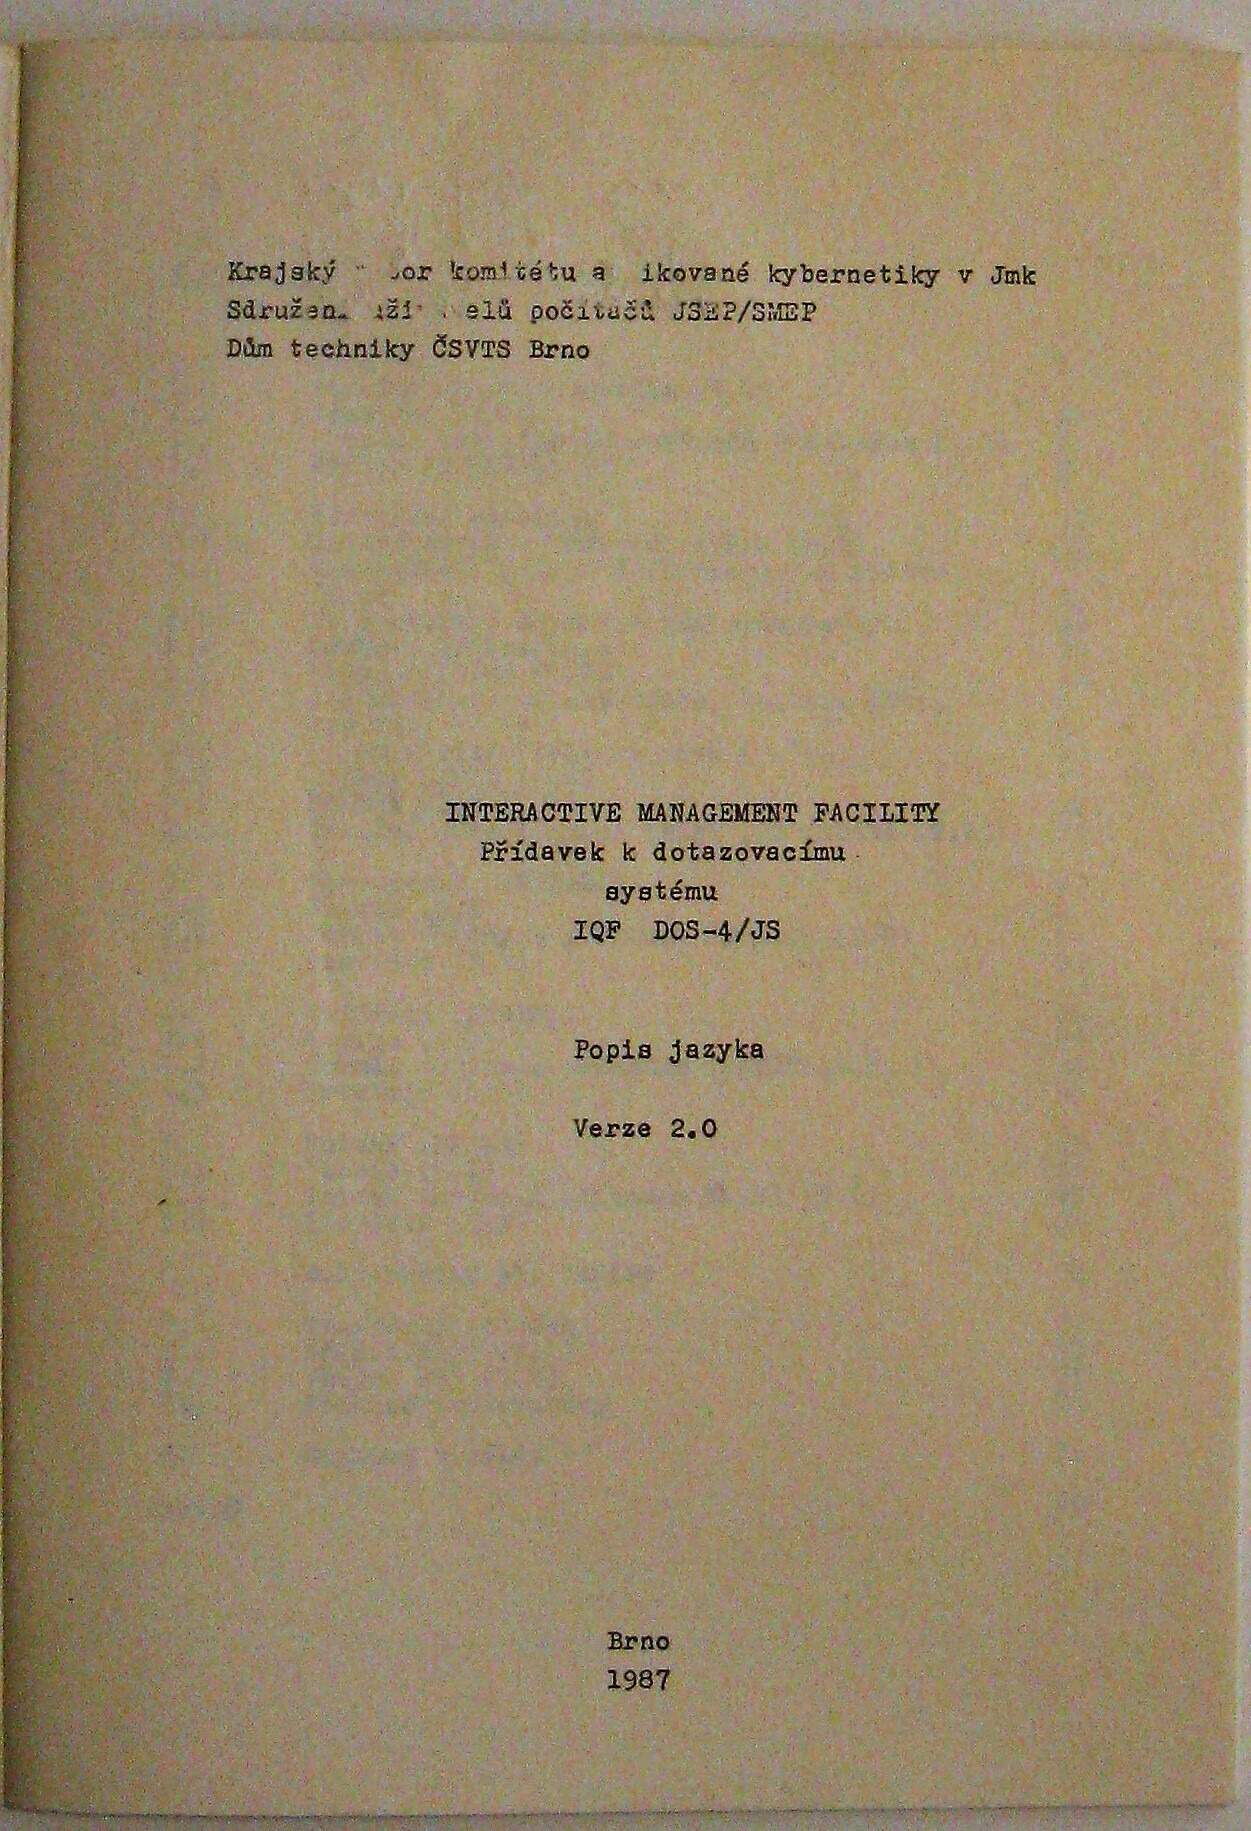 Krajský komitétu kybernetiky v Jmk
počítačů JSEP/SMEP
Dům techniky ČSVTS Brno
INTERACTIVE MANAGEMENT FACILITY
Přídavek k dotazovacímu
systému
IQF DOS-4/JS
Popis jazyka
Verze 2.0
Brno
1987